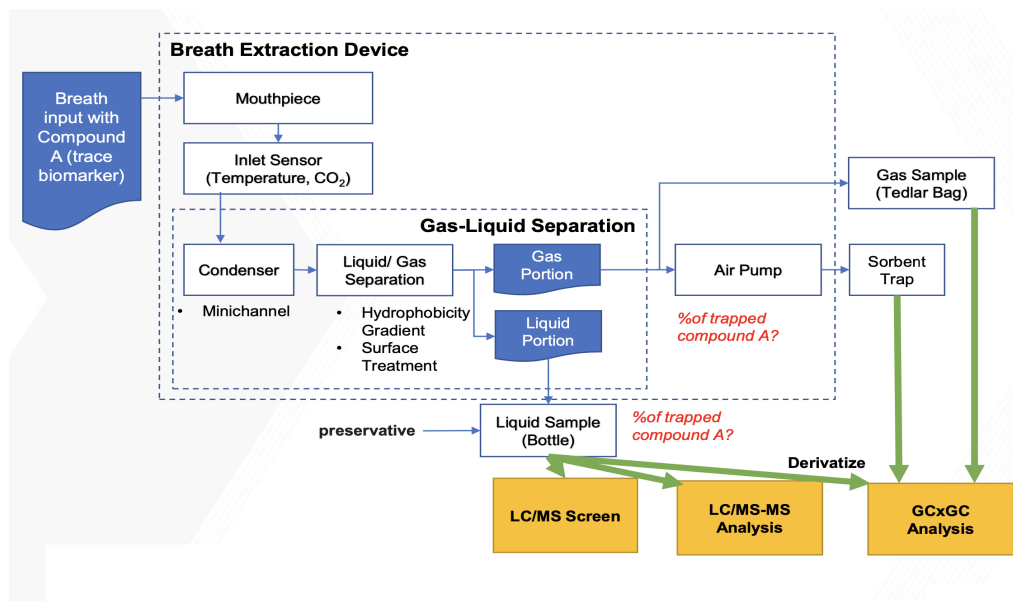 Breath Extraction Device
Breath
input with
Compound
A (trace
biomarker)
Mouthpiece
Inlet Sensor
(Temperature, CO₂)
Gas-Liquid Separation
Condenser
• Minichannel
Liquid/ Gas
Separation
• Hydrophobicity
Gradient
• Surface
Treatment
Gas
Portion
Liquid
Portion
Air Pump
%of trapped
compound A?
Gas Sample
(Tedlar Bag)
Sorbent
Trap
preservative
Liquid Sample
(Bottle)
%of trapped
compound A?
Derivatize
LC/MS Screen
LC/MS-MS
Analysis
GCxGC
Analysis